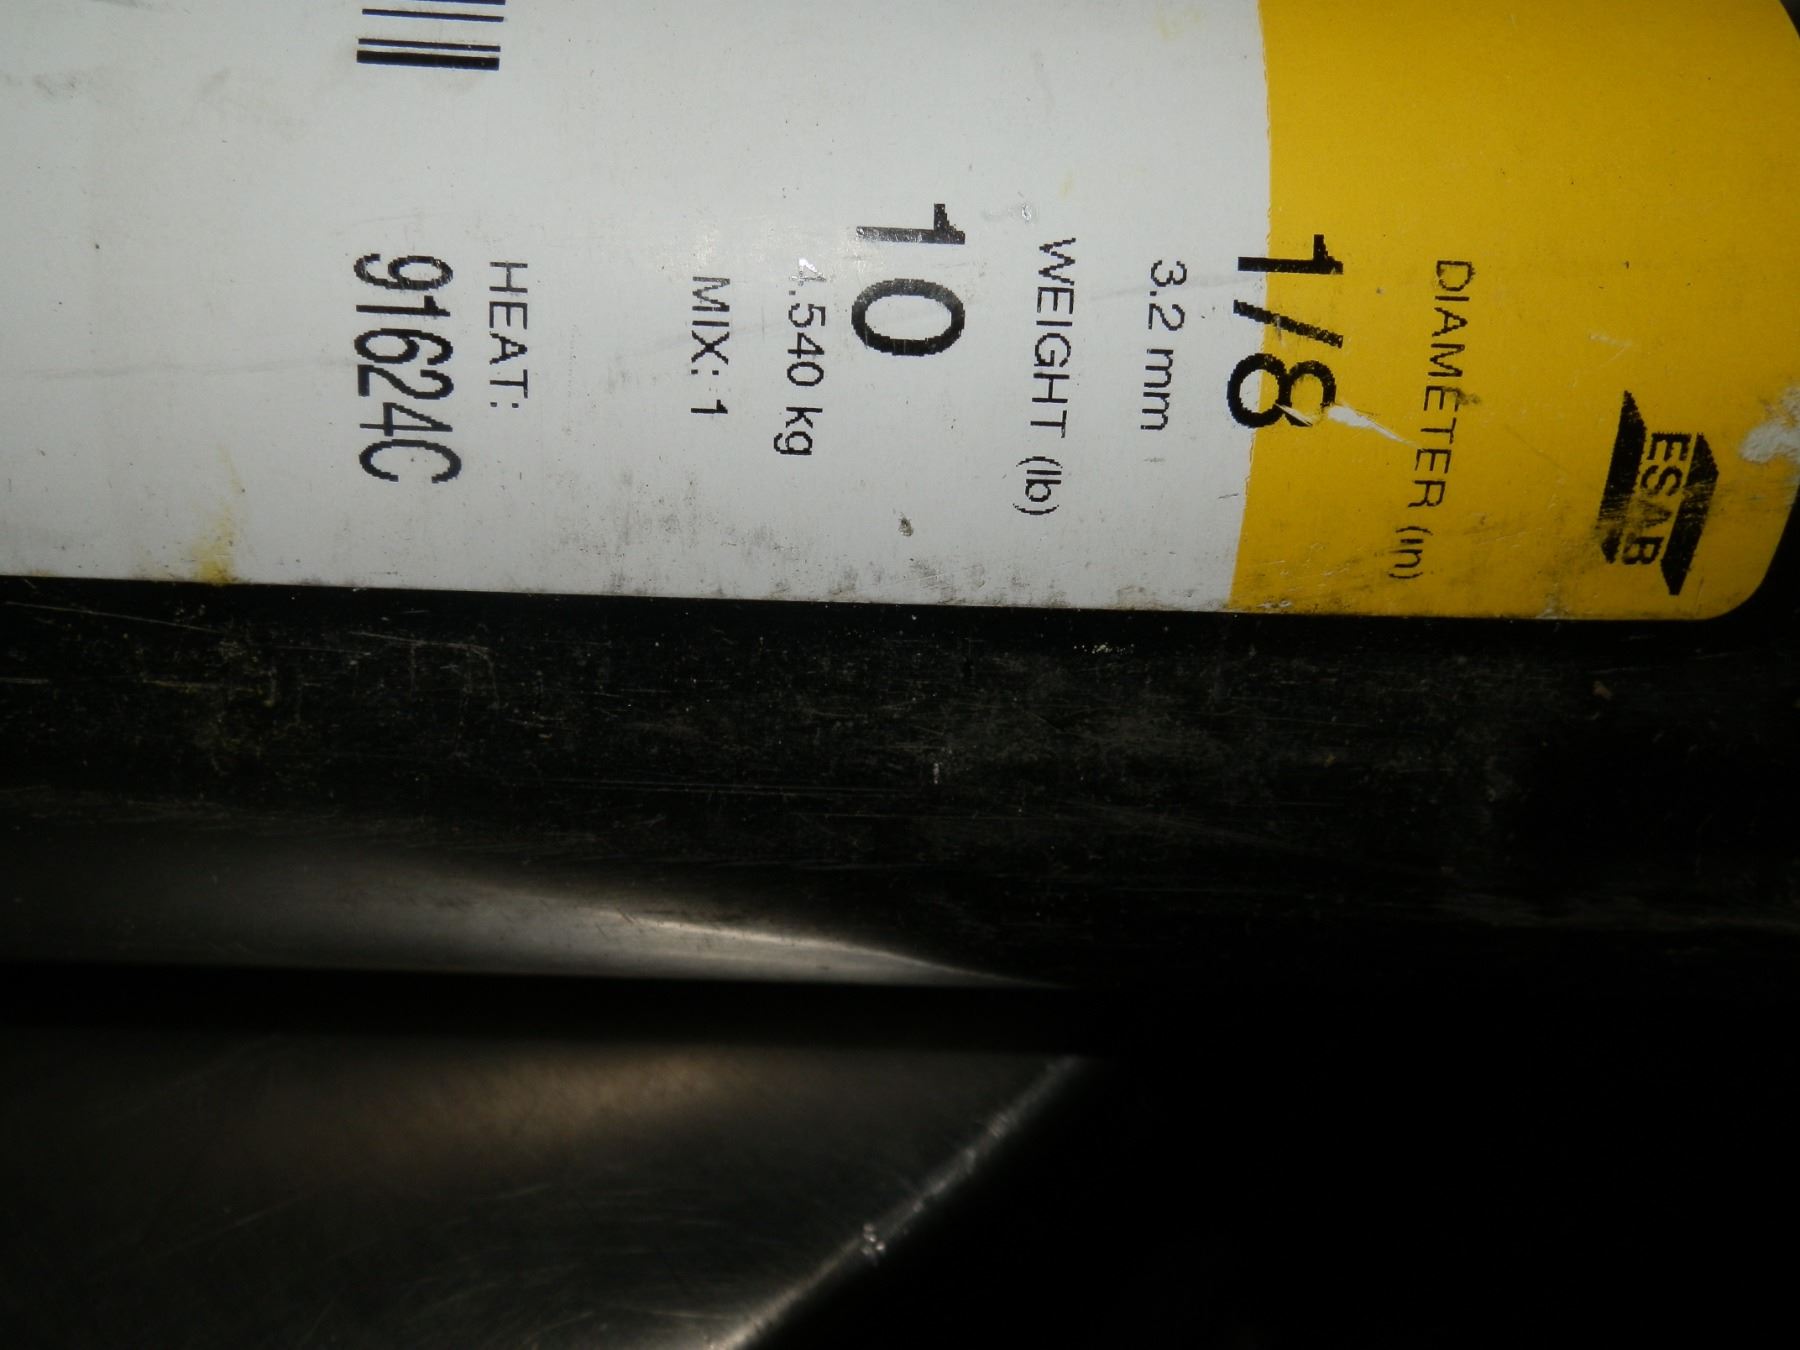 ESAB
DIAMETER (in)
1/8
3.2 mm
WEIGHT (lb)
10
4.540 kg
MIX: 1
HEAT:
91624C